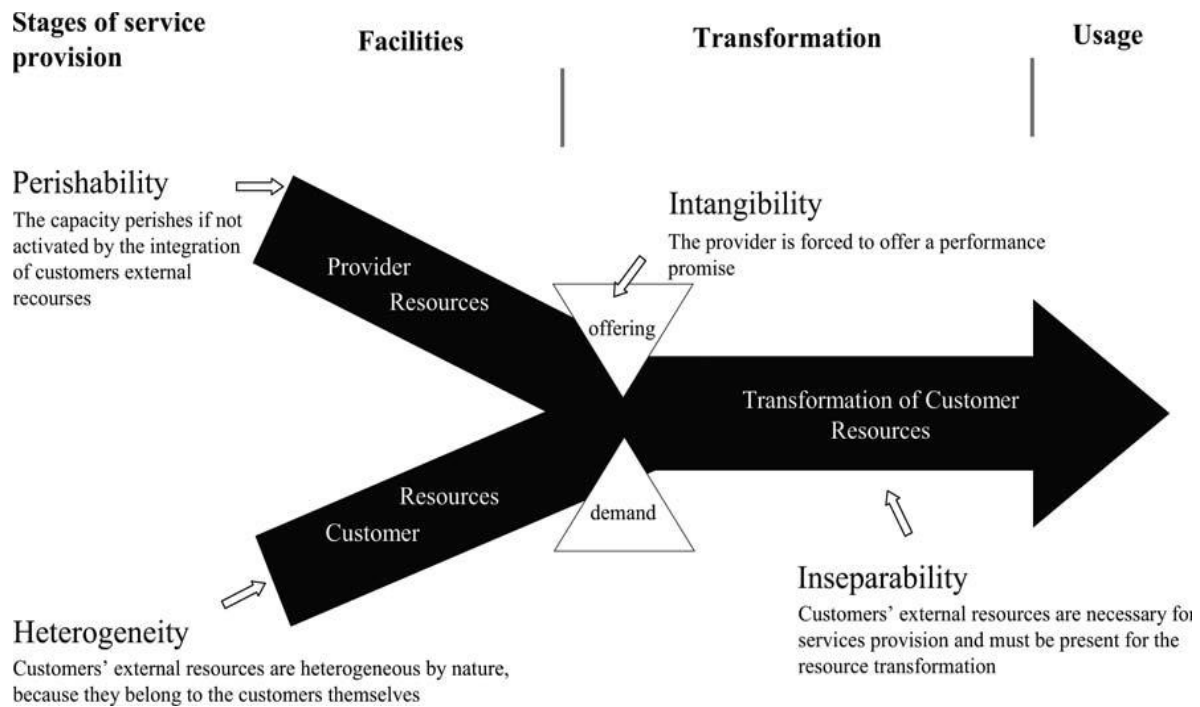 Stages of service
provision
Facilities
Transformation
Usage
Perishability
The capacity perishes if not
activated by the integration
of customers external
recourses
Provider
Resources
Intangibility
The provider is forced to offer a performance
promise
offering
Transformation of Customer
Resources
Resources
Customer
demand
Inseparability
Customers’ external resources are necessary for
services provision and must be present for the
resource transformation
Heterogeneity
Customers’ external resources are heterogeneous by nature,
because they belong to the customers themselves